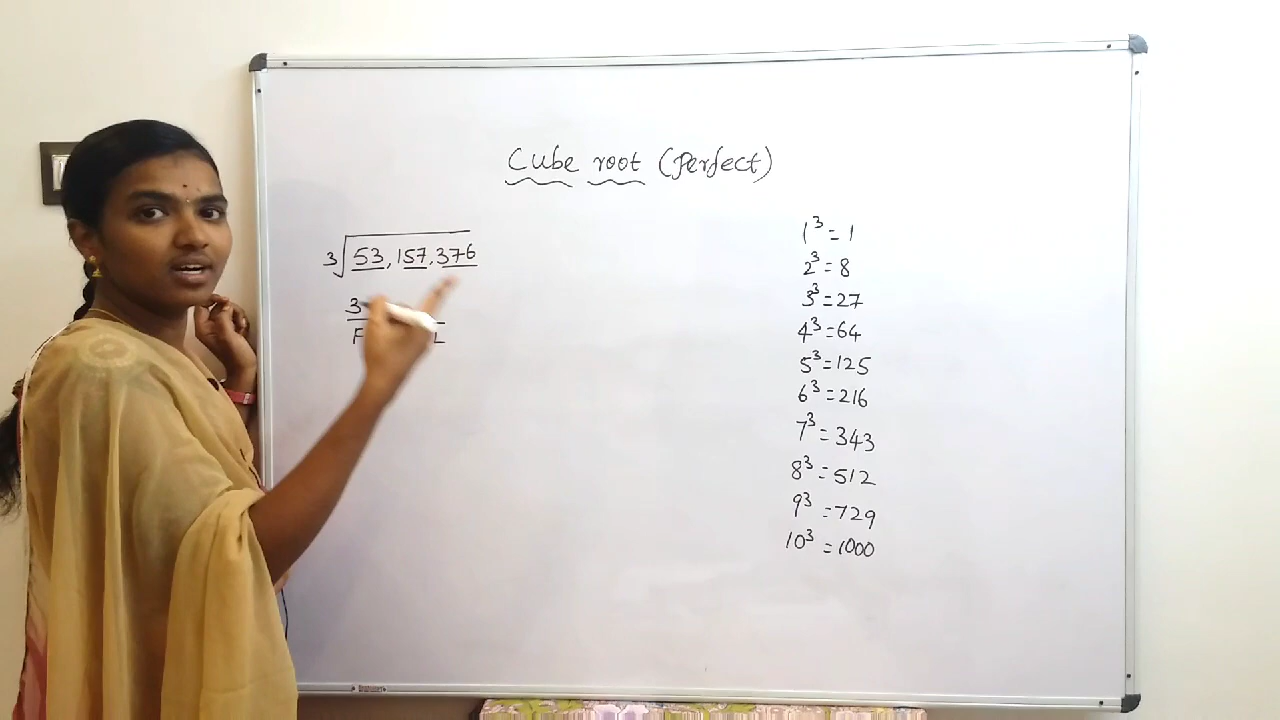 Cube root (Perfect)
3√53,157,376
3
F L
1³ = 1
2³ = 8
3³ = 27
4³ = 64
5³ = 125
6³ = 216
7³ = 343
8³ = 512
9³ = 729
10³ = 1000